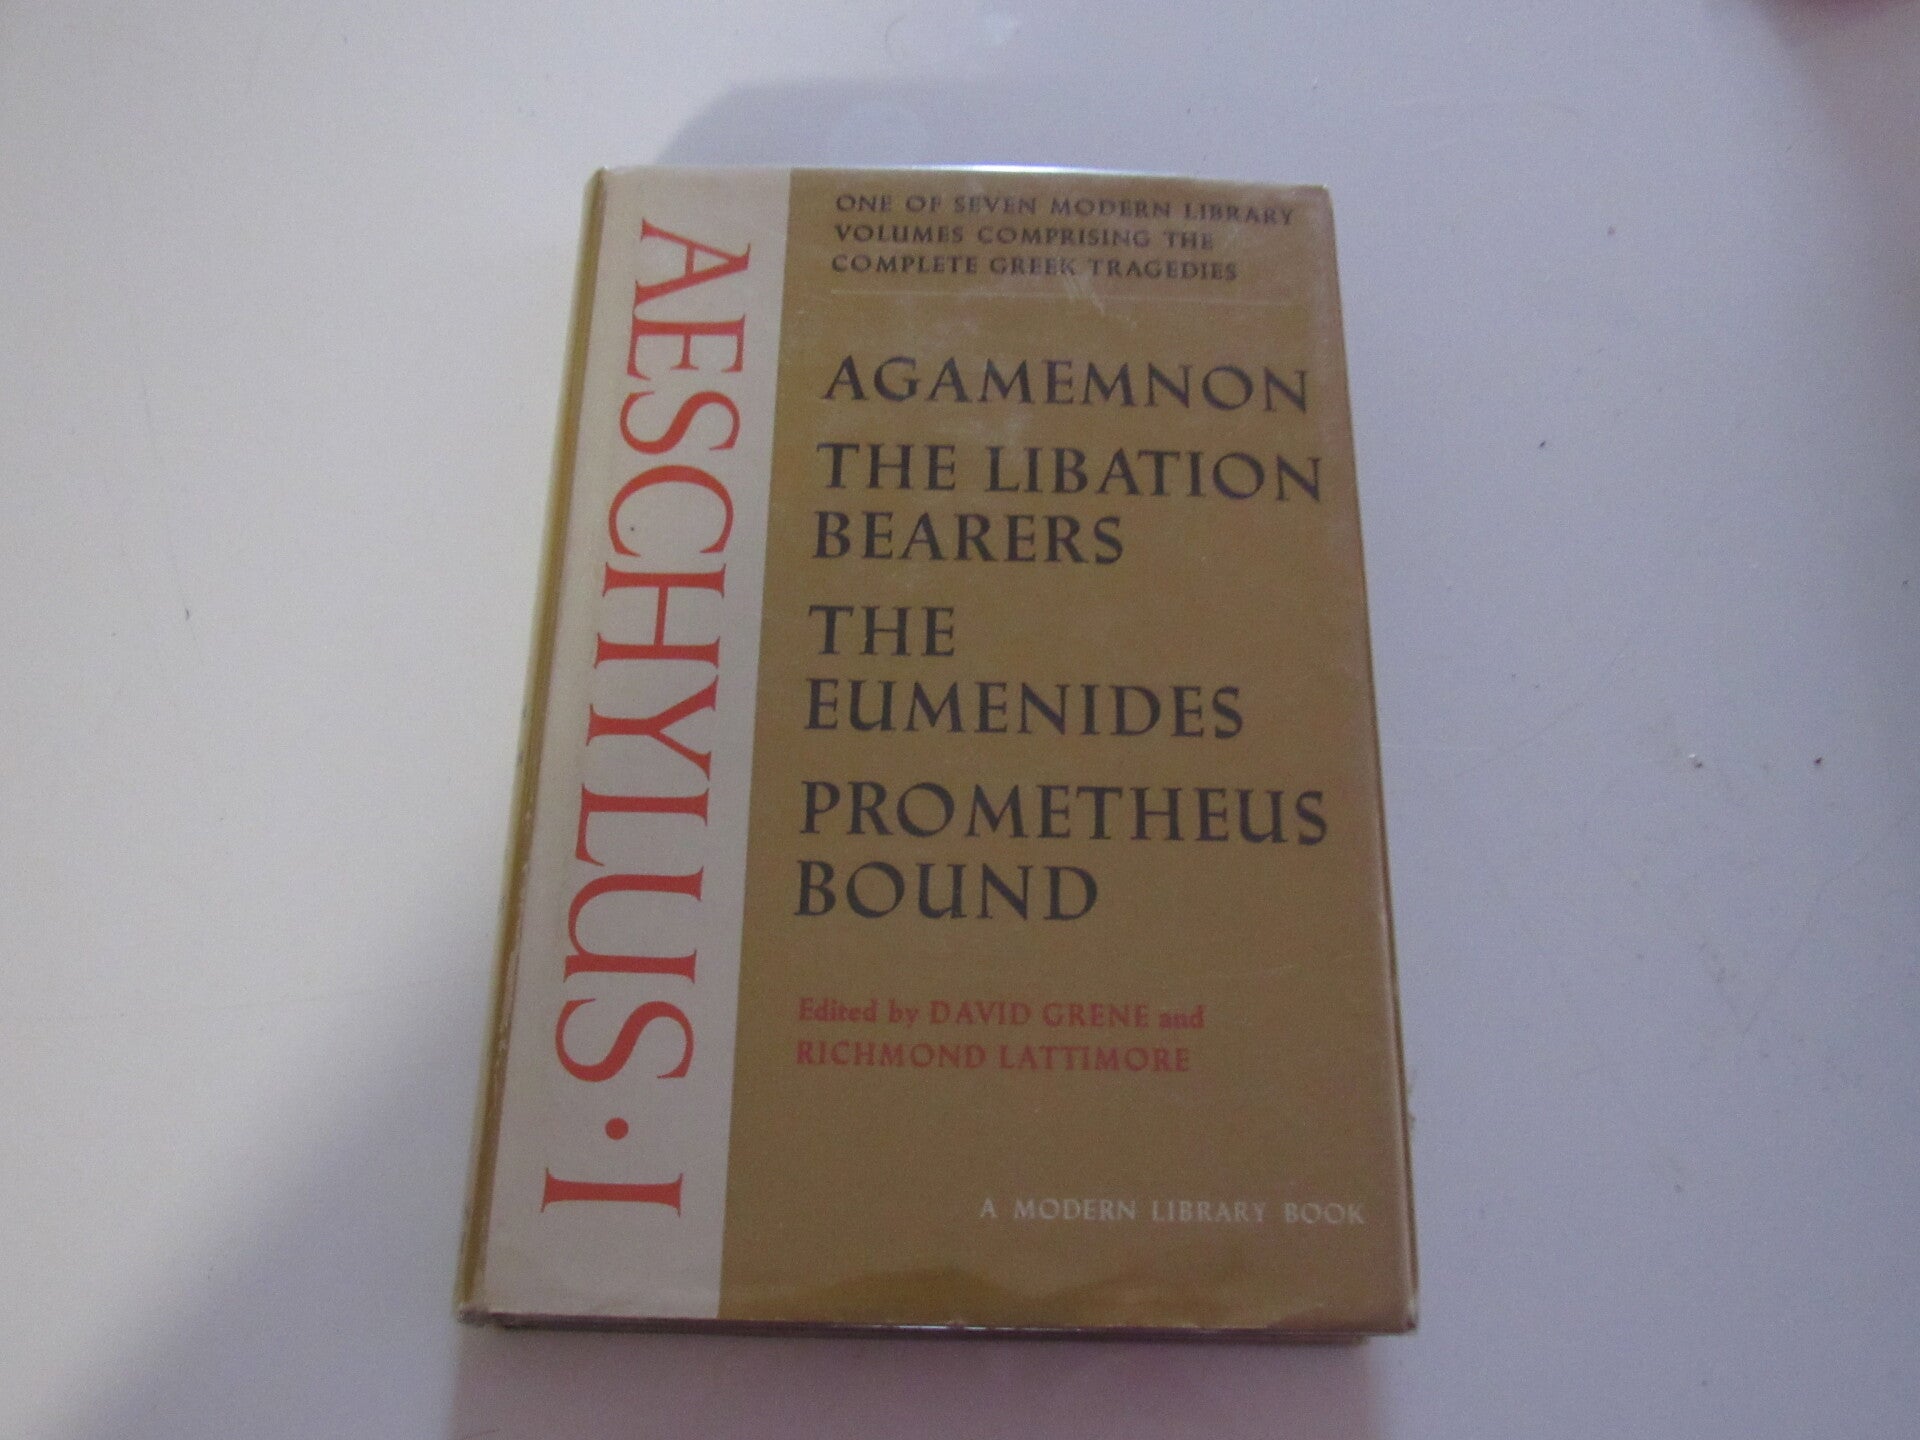 AESCHYLUS · I
ONE OF SEVEN MODERN LIBRARY
VOLUMES COMPRISING THE
COMPLETE GREEK TRAGEDIES
AGAMEMNON
THE LIBATION
BEARERS
THE
EUMENIDES
PROMETHEUS
BOUND
Edited by DAVID GRENE and
RICHMOND LATTIMORE
A MODERN LIBRARY BOOK